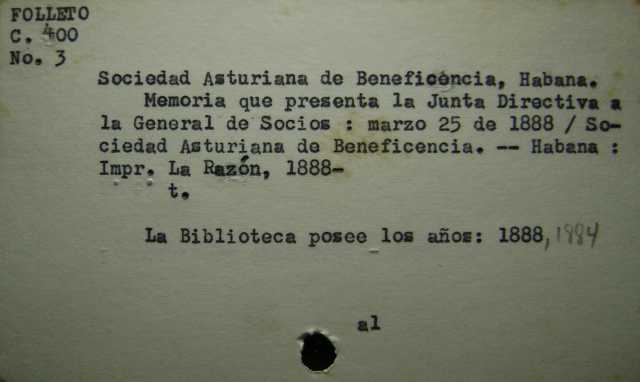 FOLLETO
C. 400
No. 3
Sociedad Asturiana de Beneficencia, Habana.
Memoria que presenta la Junta Directiva a
la General de Socios : marzo 25 de 1888 / So-
ciedad Asturiana de Beneficencia. -- Habana :
Impr. La Razón, 1888-
t.
La Biblioteca posee los años: 1888, 1884
al